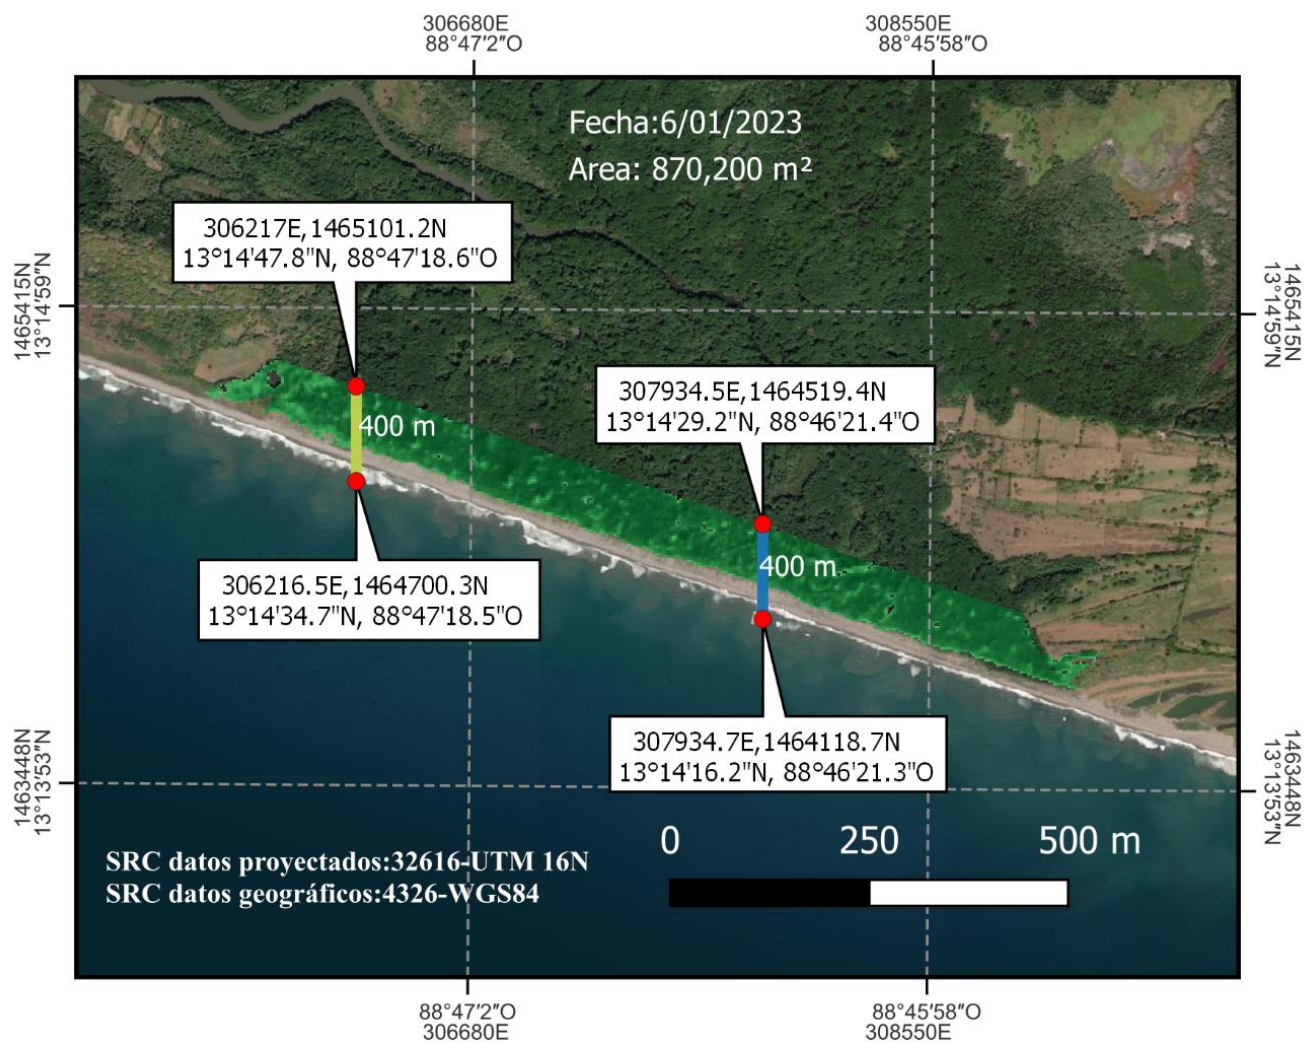 306680E
88°47'2"O
308550E
88°45'58"O
Fecha:6/01/2023
Area: 870,200 m²
306217E,1465101.2N
13°14'47.8"N, 88°47'18.6"O
1465415N
13°14'59"N
1465415N
13°14'59"N
307934.5E,1464519.4N
13°14'29.2"N, 88°46'21.4"O
400 m
400 m
306216.5E,1464700.3N
13°14'34.7"N, 88°47'18.5"O
307934.7E,1464118.7N
13°14'16.2"N, 88°46'21.3"O
1463448N
13°13'53"N
1463448N
13°13'53"N
0 250 500 m
SRC datos proyectados:32616-UTM 16N
SRC datos geográficos:4326-WGS84
88°47'2"O
306680E
88°45'58"O
308550E